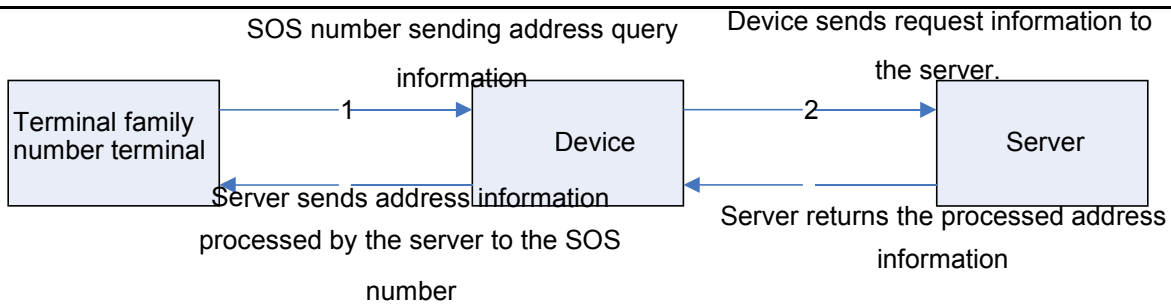 SOS number sending address query
information
Device sends request information to
the server.
1
2
Terminal family
number terminal
Device
Server
Server sends address information
processed by the server to the SOS
number
Server returns the processed address
information